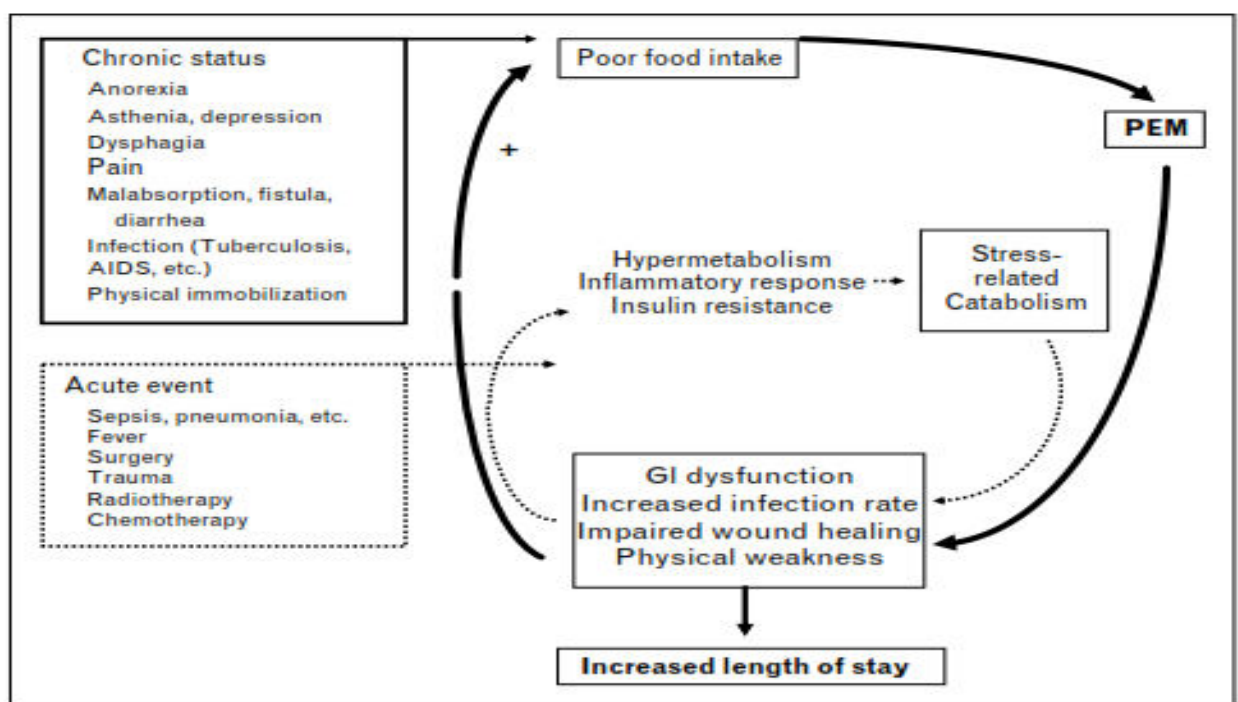 Chronic status
Anorexia
Asthenia, depression
Dysphagia
Pain
Malabsorption, fistula,
diarrhea
Infection (Tuberculosis,
AIDS, etc.)
Physical immobilization
Poor food intake
PEM
+
Hypermetabolism
Inflammatory response
Insulin resistance
Stress-
related
Catabolism
Acute event
Sepsis, pneumonia, etc.
Fever
Surgery
Trauma
Radiotherapy
Chemotherapy
GI dysfunction
Increased infection rate
Impaired wound healing
Physical weakness
Increased length of stay